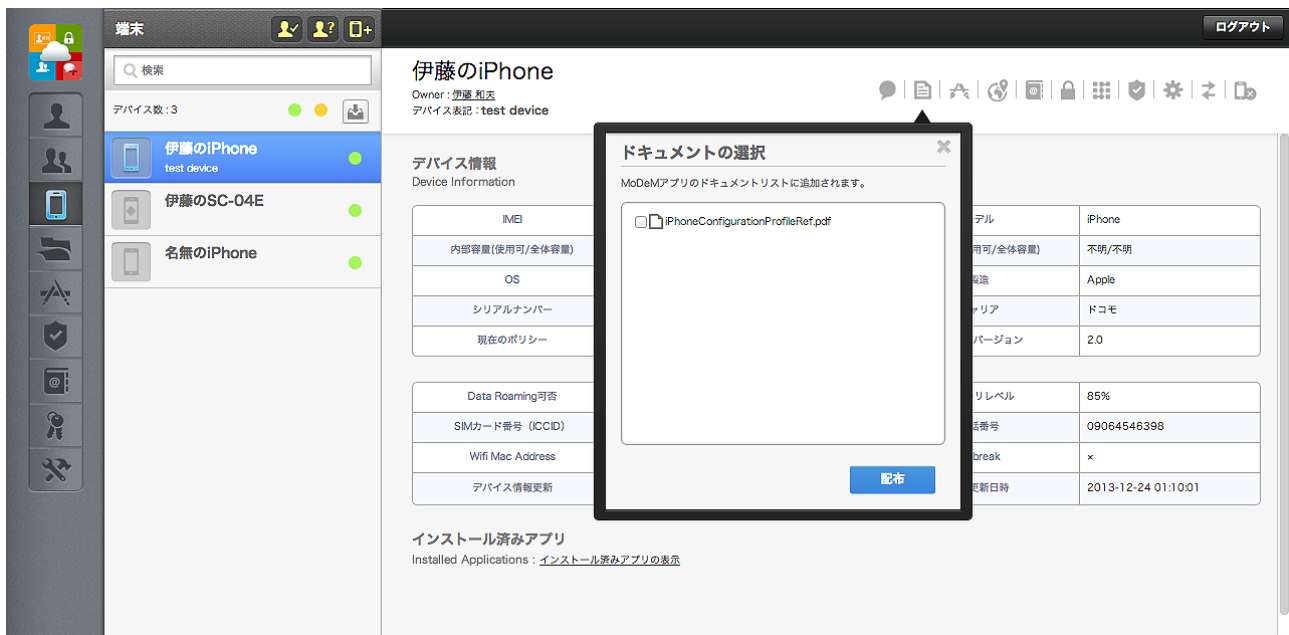 端末
ログアウト
検索
デバイス数 : 3
伊藤のiPhone
test device
伊藤のSC-04E
名無のiPhone
伊藤のiPhone
Owner : 伊藤 和夫
デバイス表記 : test device
デバイス情報
Device Information
ドキュメントの選択
MoDeMアプリのドキュメントリストに追加されます。
iPhoneConfigurationProfileRef.pdf
配布
IMEI
デル
iPhone
内部容量(使用可/全体容量)
用可/全体容量)
不明/不明
OS
製造
Apple
シリアルナンバー
ャリア
ドコモ
現在のポリシー
バージョン
2.0
Data Roaming可否
リレベル
85%
SIMカード番号（ICCID）
話番号
09064546398
Wifi Mac Address
break
×
デバイス情報更新
更新日時
2013-12-24 01:10:01
インストール済みアプリ
Installed Applications : インストール済みアプリの表示